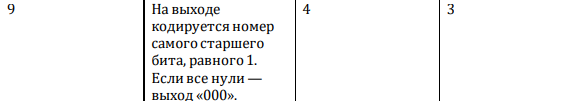 9 На выходе 4 3
кодируется номер
самого старшего
бита, равного 1.
Если все нули —
выход «000».